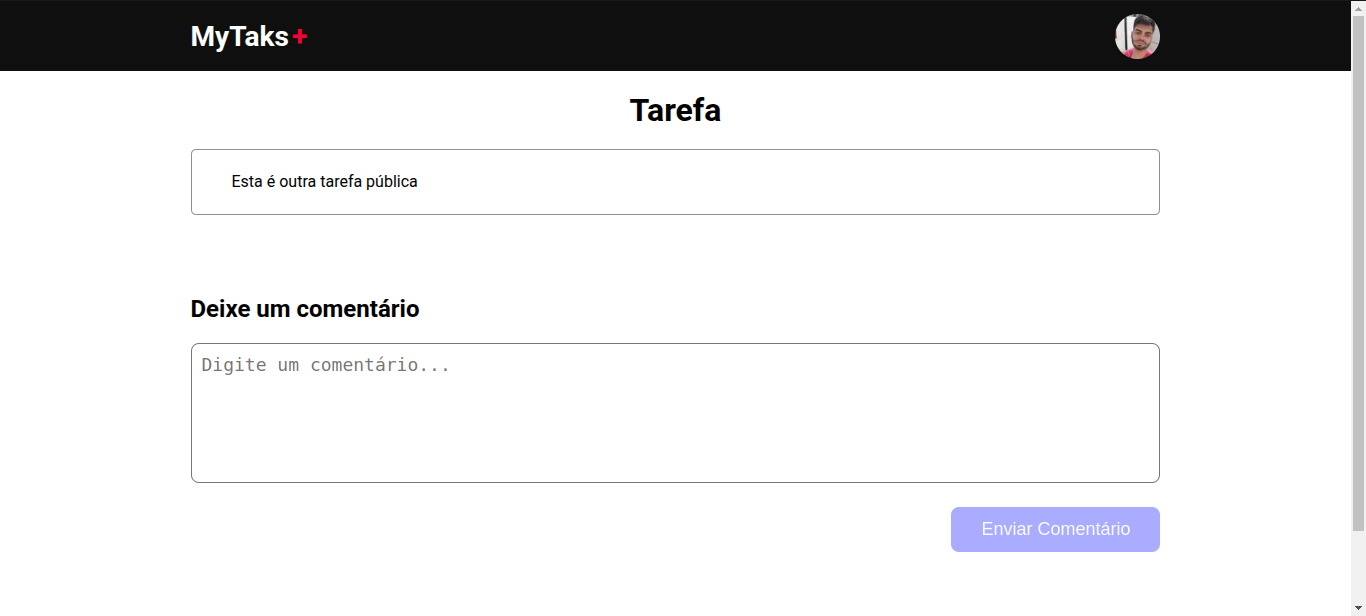 MyTaks+
Tarefa
Esta é outra tarefa pública
Deixe um comentário
Digite um comentário...
Enviar Comentário